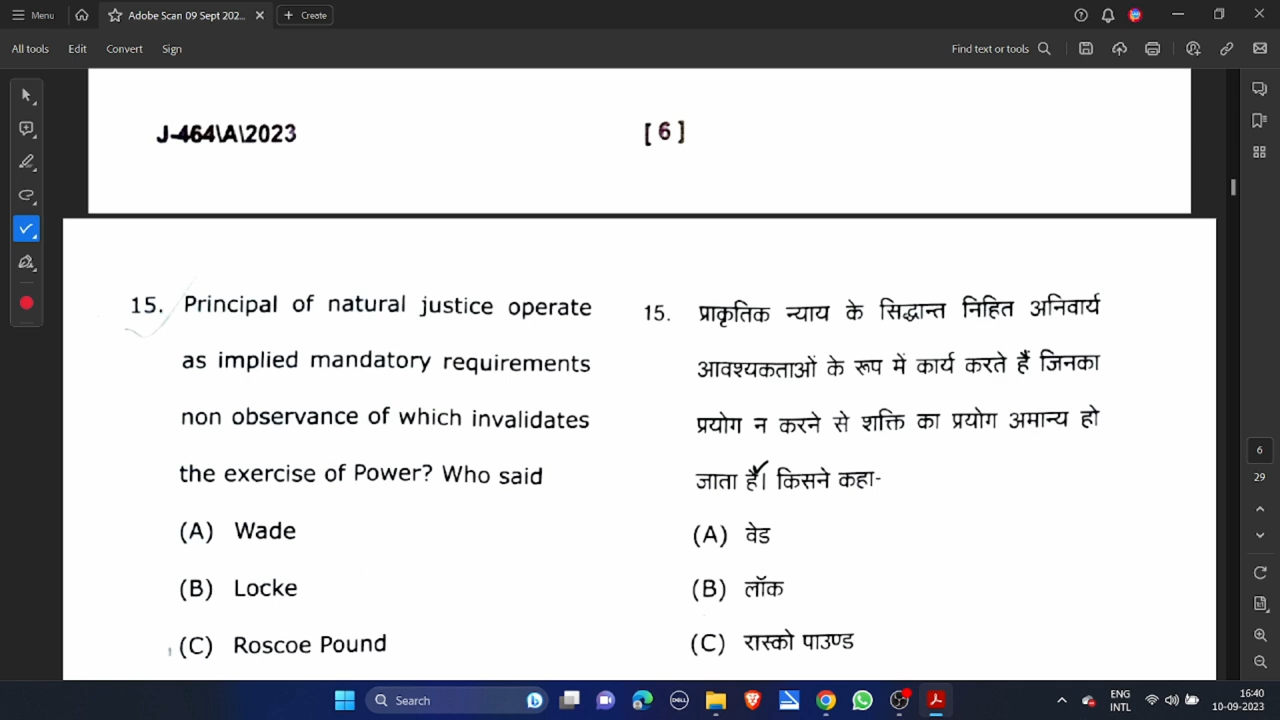 Menu
Adobe Scan 09 Sept 202...
Create
All tools
Edit
Convert
Sign
Find text or tools
J-464\A\2023
[ 6 ]
15. Principal of natural justice operate
as implied mandatory requirements
non observance of which invalidates
the exercise of Power? Who said
(A) Wade
(B) Locke
(C) Roscoe Pound
15. प्राकृतिक न्याय के सिद्धान्त निहित अनिवार्य
आवश्यकताओं के रूप में कार्य करते हैं जिनका
प्रयोग न करने से शक्ति का प्रयोग अमान्य हो
जाता है। किसने कहा-
(A) वेड
(B) लॉक
(C) रास्को पाउण्ड
6
29
Search
DELL
ENG
INTL
16:40
10-09-2023